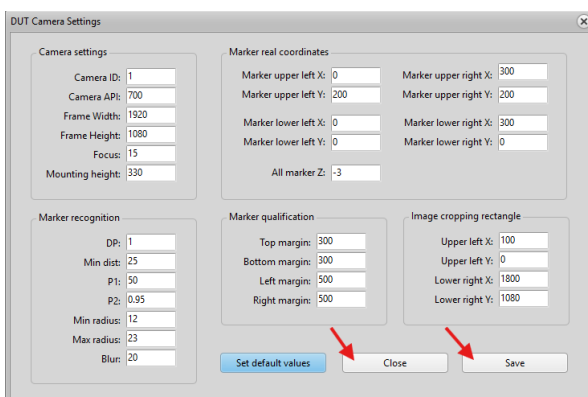 DUT Camera Settings
Camera settings
Camera ID: 1
Camera API: 700
Frame Width: 1920
Frame Height: 1080
Focus: 15
Mounting height: 330
Marker real coordinates
Marker upper left X: 0 Marker upper right X: 300
Marker upper left Y: 200 Marker upper right Y: 200
Marker lower left X: 0 Marker lower right X: 300
Marker lower left Y: 0 Marker lower right Y: 0
All marker Z: -3
Marker recognition
DP: 1
Min dist: 25
P1: 50
P2: 0.95
Min radius: 12
Max radius: 23
Blur: 20
Marker qualification
Top margin: 300
Bottom margin: 300
Left margin: 500
Right margin: 500
Image cropping rectangle
Upper left X: 100
Upper left Y: 0
Lower right X: 1800
Lower right Y: 1080
Set default values Close Save